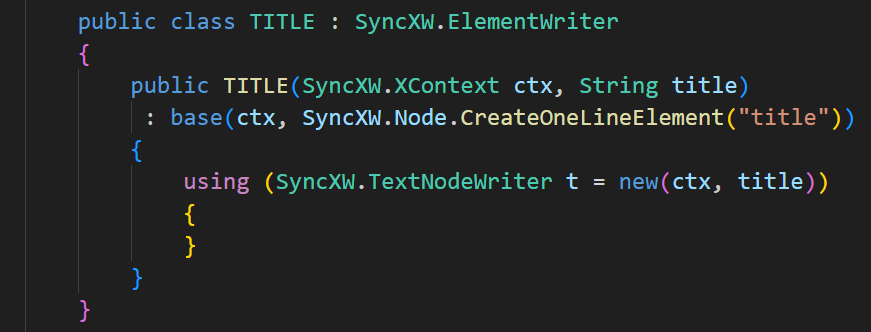 public class TITLE : SyncXW.ElementWriter
{
public TITLE(SyncXW.XContext ctx, String title)
: base(ctx, SyncXW.Node.CreateOneLineElement("title"))
{
using (SyncXW.TextNodeWriter t = new(ctx, title))
{
}
}
}